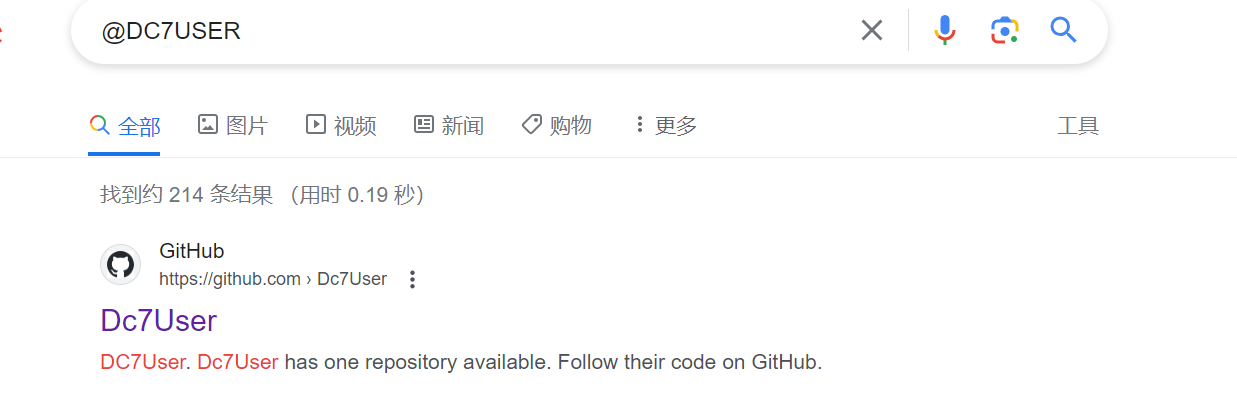 @DC7USER
全部 图片 视频 新闻 购物 更多 工具
找到约 214 条结果 （用时 0.19 秒）
GitHub
https://github.com › Dc7User
Dc7User
DC7User. Dc7User has one repository available. Follow their code on GitHub.